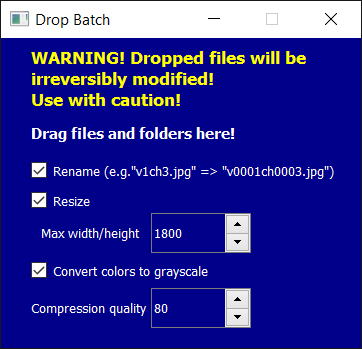 Drop Batch
WARNING! Dropped files will be
irreversibly modified!
Use with caution!
Drag files and folders here!
Rename (e.g."v1ch3.jpg" => "v0001ch0003.jpg")
Resize
Max width/height 1800
Convert colors to grayscale
Compression quality 80